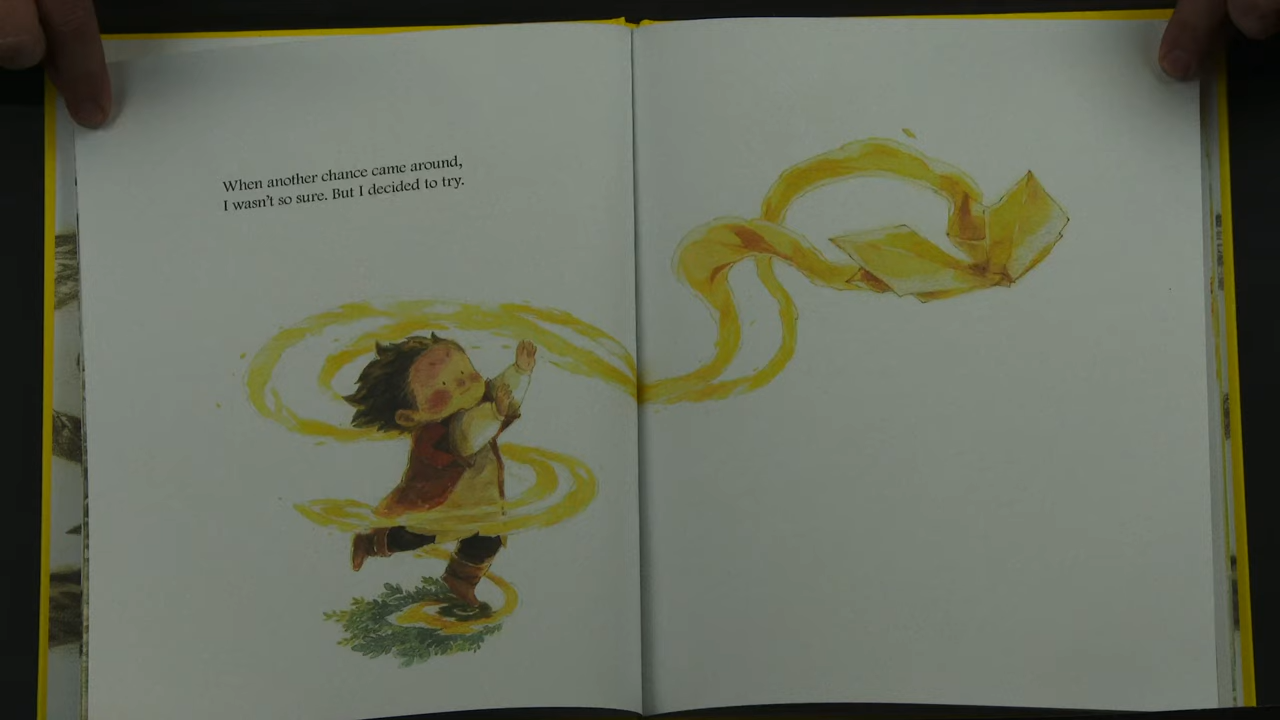 When another chance came around,
I wasn't so sure. But I decided to try.